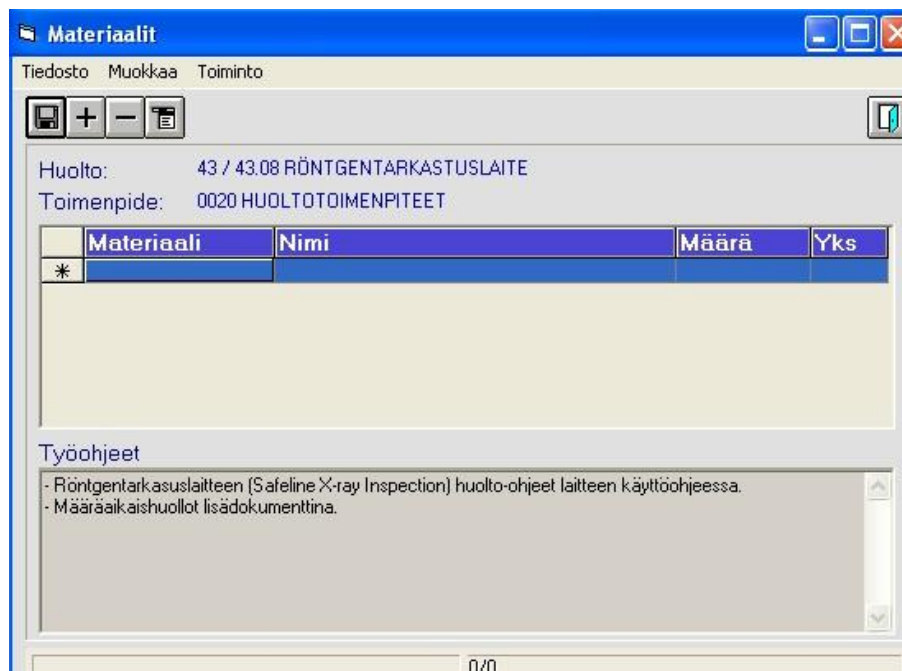 Materiaalit
Tiedosto Muokkaa Toiminto
Huolto: 43 / 43.08 RÖNTGENTARKASTUSLAITE
Toimenpide: 0020 HUOLTOTOIMENPITEET
Materiaali Nimi Määrä Yks
Työohjeet
- Röntgentarkasuslaitteen (Safeline X-ray Inspection) huolto-ohjeet laitteen käyttöohjeessa.
- Määräaikaishuollot lisädokumenttina.
0/0